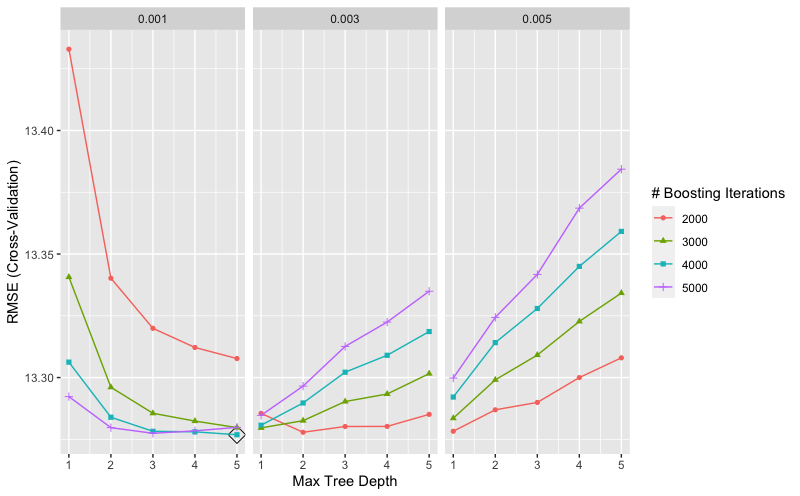 0.001 0.003 0.005
RMSE (Cross-Validation)
13.40
13.35
13.30
1 2 3 4 5 1 2 3 4 5 1 2 3 4 5
Max Tree Depth
# Boosting Iterations
2000
3000
4000
5000